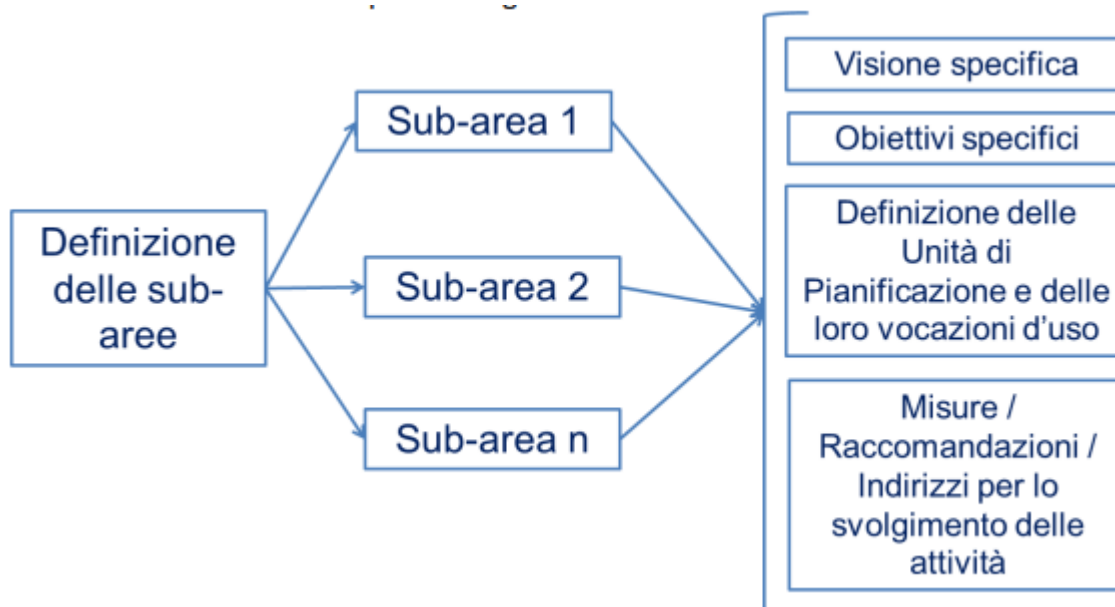 Definizione
delle sub-
aree
Sub-area 1
Sub-area 2
Sub-area n
Visione specifica
Obiettivi specifici
Definizione delle
Unità di
Pianificazione e delle
loro vocazioni d'uso
Misure /
Raccomandazioni /
Indirizzi per lo
svolgimento delle
attività